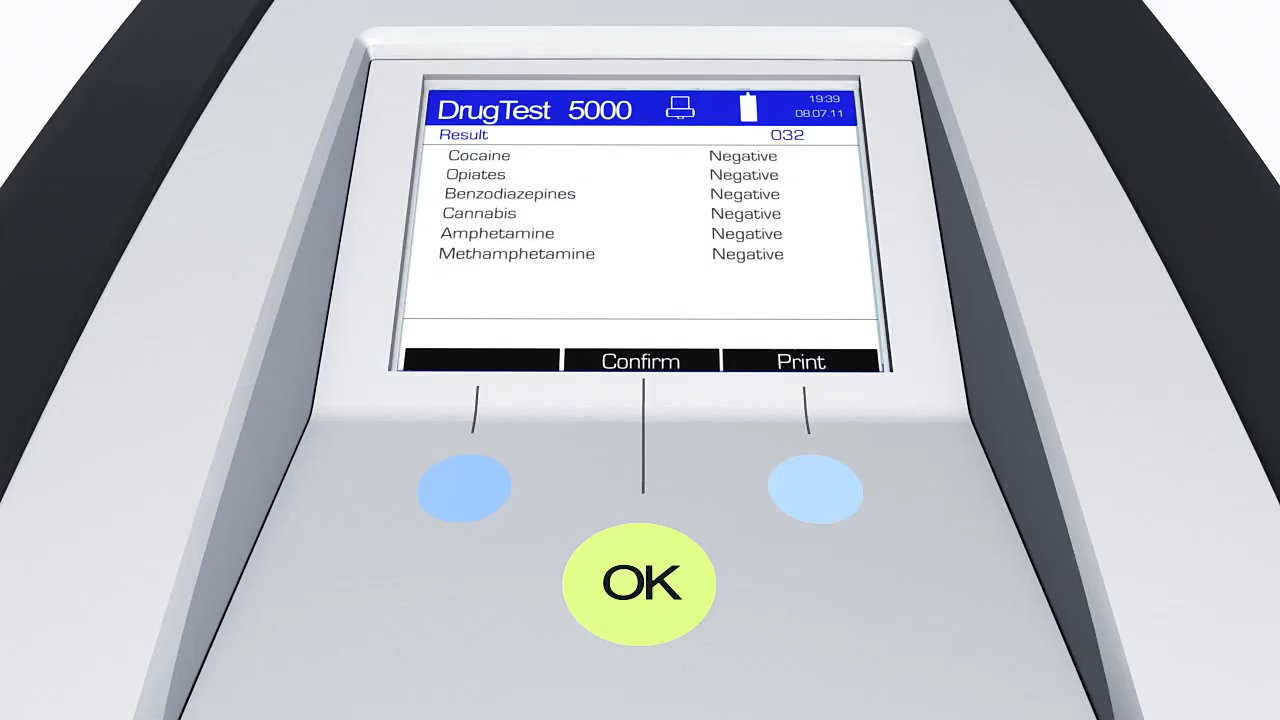 DrugTest 5000
19:39
08.07.11
Result 032
Cocaine Negative
Opiates Negative
Benzodiazepines Negative
Cannabis Negative
Amphetamine Negative
Methamphetamine Negative
Confirm Print
OK